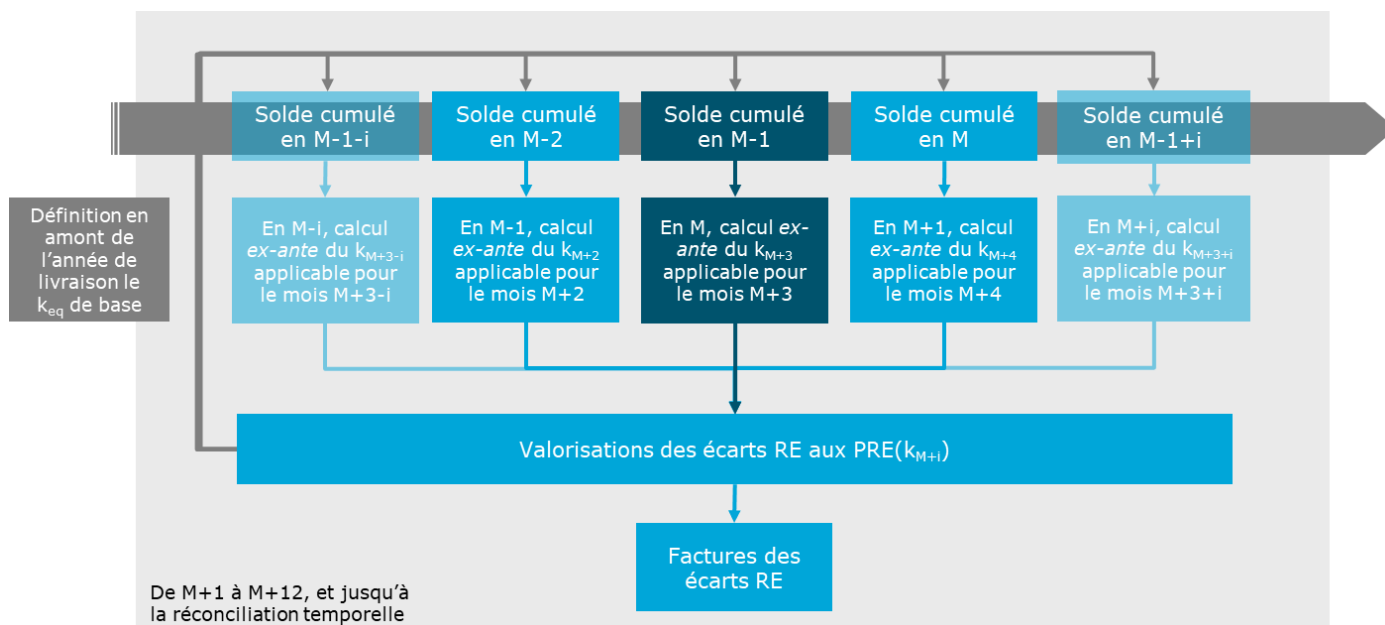 Solde cumulé
en M-1-i
Solde cumulé
en M-2
Solde cumulé
en M-1
Solde cumulé
en M
Solde cumulé
en M-1+i
Définition en
amont de
l'année de
livraison le
keq de base
En M-i, calcul
ex-ante du kM+3-i
applicable pour
le mois M+3-i
En M-1, calcul
ex-ante du kM+2
applicable pour
le mois M+2
En M, calcul ex-
ante du kM+3
applicable pour
le mois M+3
En M+1, calcul
ex-ante du kM+4
applicable pour
le mois M+4
En M+i, calcul
ex-ante du kM+3+i
applicable pour
le mois M+3+i
Valorisations des écarts RE aux PRE(kM+i)
Factures des
écarts RE
De M+1 à M+12, et jusqu'à
la réconciliation temporelle